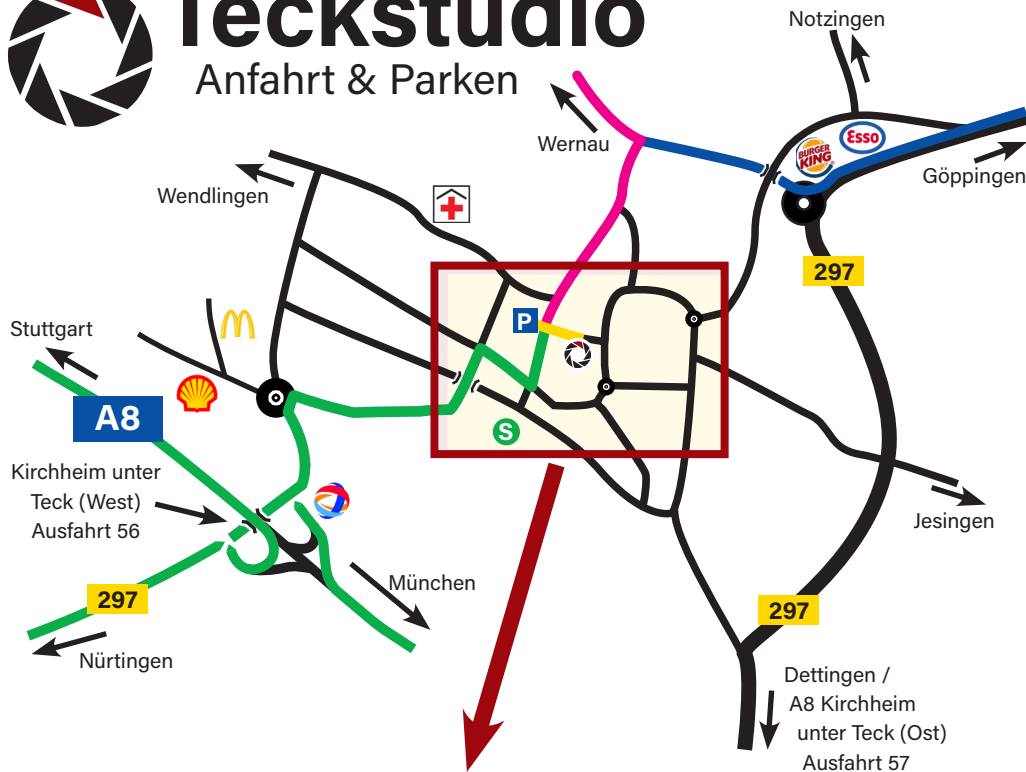 Teckstudio
Anfahrt & Parken
Notzingen
Wernau
Esso
BURGER
KING
Göppingen
Wendlingen
297
Stuttgart
P
A8
S
Kirchheim unter
Teck (West)
Ausfahrt 56
Jesingen
München
297
297
Nürtingen
Dettingen /
A8 Kirchheim
unter Teck (Ost)
Ausfahrt 57